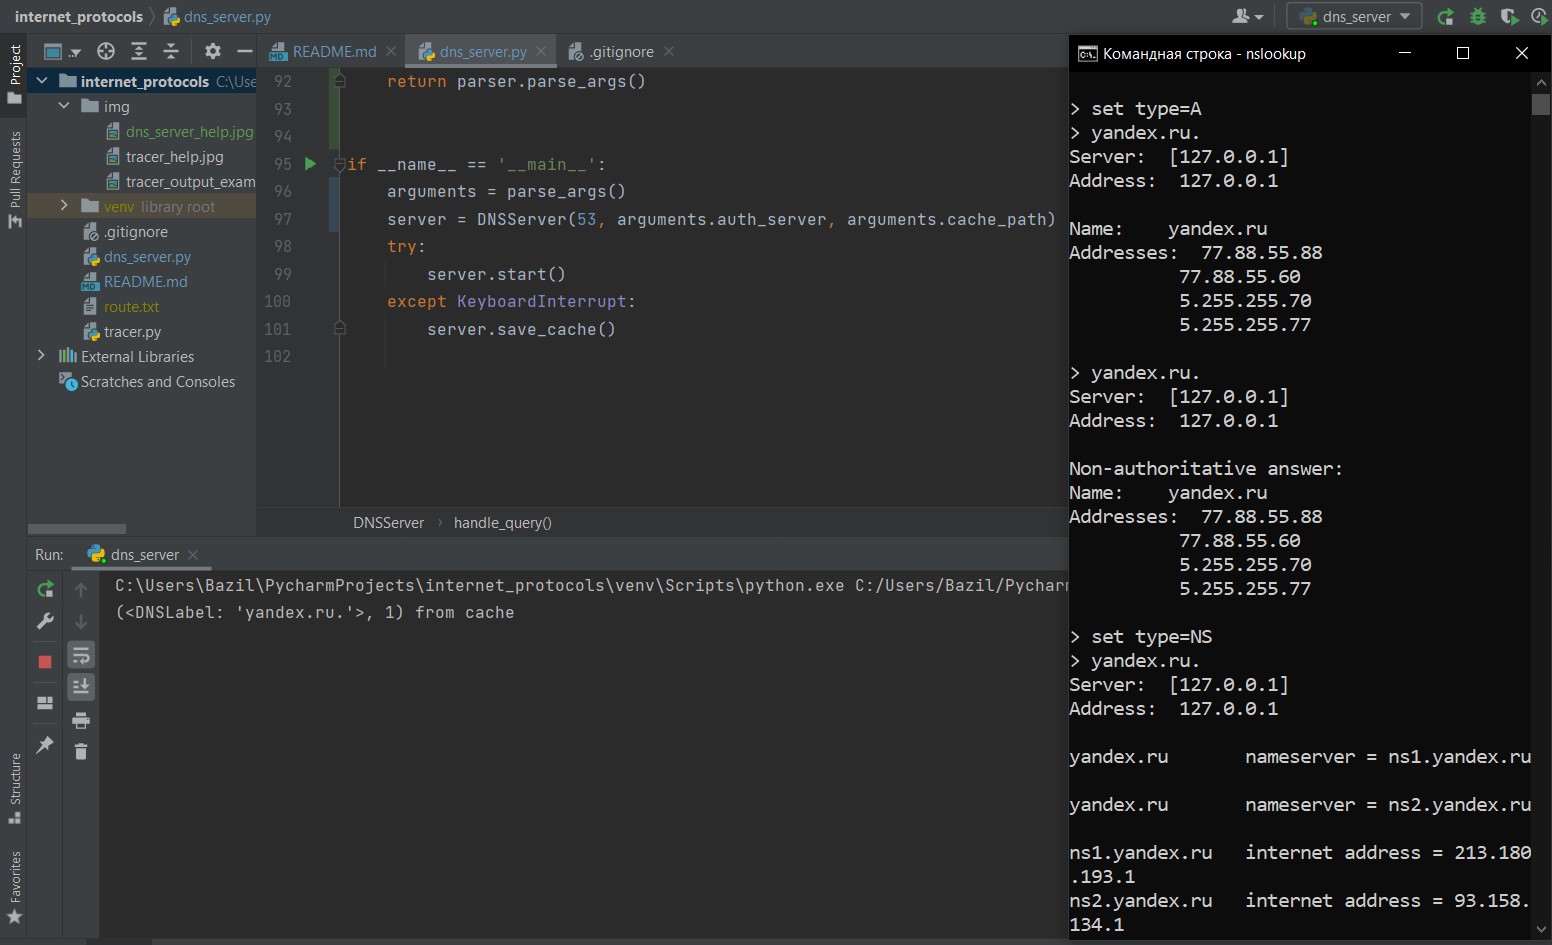 internet_protocols
dns_server.py
dns_server
Project
README.md
dns_server.py
.gitignore
Pull Requests
Structure
Favorites
internet_protocols C:\Use
img
dns_server_help.jpg
tracer_help.jpg
tracer_output_exam
venv library root
.gitignore
dns_server.py
README.md
route.txt
tracer.py
External Libraries
Scratches and Consoles
92 return parser.parse_args()
93
94
95 if __name__ == '__main__':
96 arguments = parse_args()
97 server = DNSServer(53, arguments.auth_server, arguments.cache_path)
98 try:
99 server.start()
100 except KeyboardInterrupt:
101 server.save_cache()
102
DNSServer › handle_query()
Run: dns_server
C:\Users\Bazil\PycharmProjects\internet_protocols\venv\Scripts\python.exe C:/Users/Bazil/Pycharm
(<DNSLabel: 'yandex.ru.'>, 1) from cache
Командная строка - nslookup
> set type=A
> yandex.ru.
Server: [127.0.0.1]
Address: 127.0.0.1
Name: yandex.ru
Addresses: 77.88.55.88
77.88.55.60
5.255.255.70
5.255.255.77
> yandex.ru.
Server: [127.0.0.1]
Address: 127.0.0.1
Non-authoritative answer:
Name: yandex.ru
Addresses: 77.88.55.88
77.88.55.60
5.255.255.70
5.255.255.77
> set type=NS
> yandex.ru.
Server: [127.0.0.1]
Address: 127.0.0.1
yandex.ru nameserver = ns1.yandex.ru
yandex.ru nameserver = ns2.yandex.ru
ns1.yandex.ru internet address = 213.180
.193.1
ns2.yandex.ru internet address = 93.158.
134.1